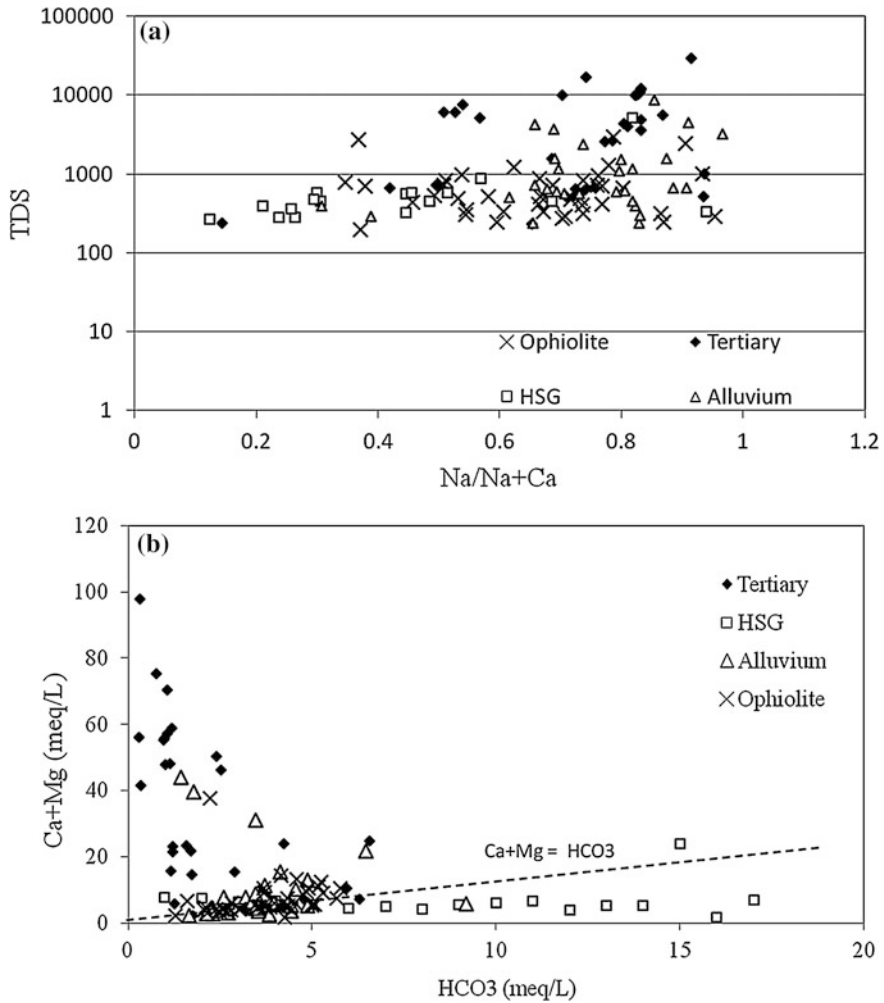 (a)
100000
10000
1000
100
10
1
TDS
Ophiolite Tertiary
HSG Alluvium
0 0.2 0.4 0.6 0.8 1 1.2
Na/Na+Ca
(b)
120
100
80
60
40
20
0
Ca+Mg (meq/L)
Tertiary
HSG
Alluvium
Ophiolite
Ca+Mg = HCO3
0 5 10 15 20
HCO3 (meq/L)